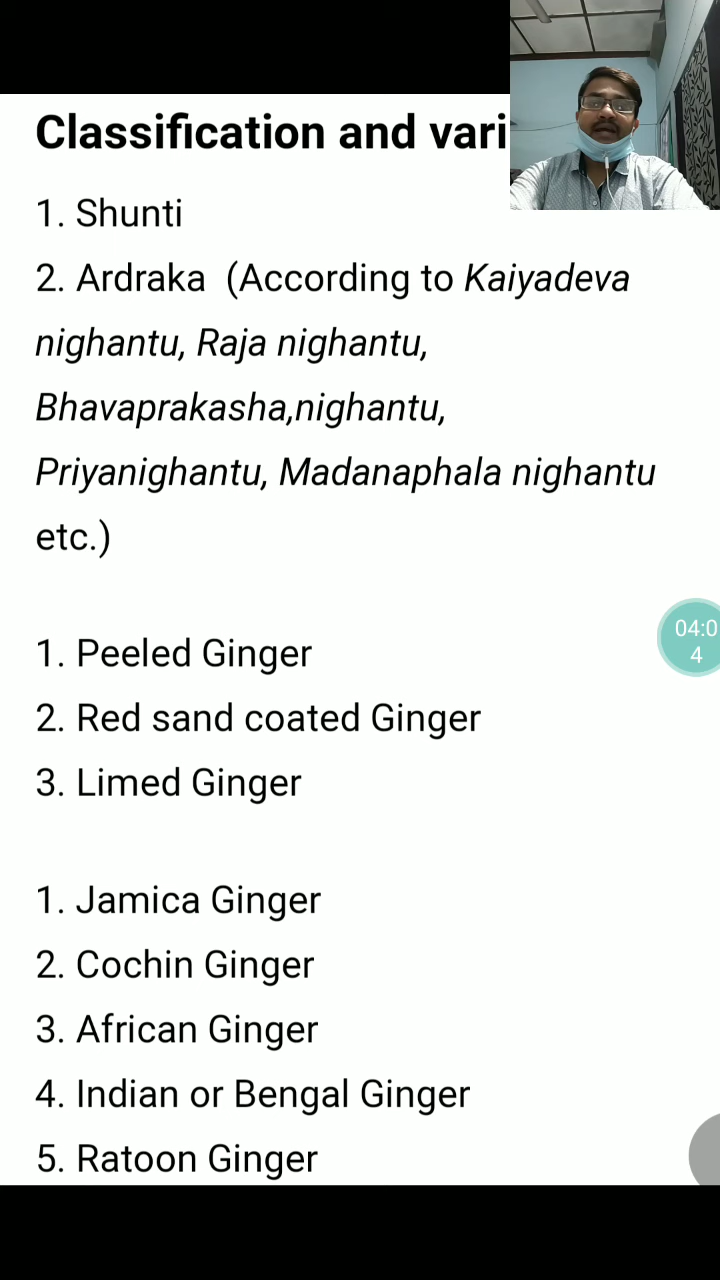 Classification and vari
1. Shunti
2. Ardraka (According to Kaiyadeva
nighantu, Raja nighantu,
Bhavaprakasha,nighantu,
Priyanighantu, Madanaphala nighantu
etc.)
1. Peeled Ginger
2. Red sand coated Ginger
3. Limed Ginger
04:0
4
1. Jamica Ginger
2. Cochin Ginger
3. African Ginger
4. Indian or Bengal Ginger
5. Ratoon Ginger